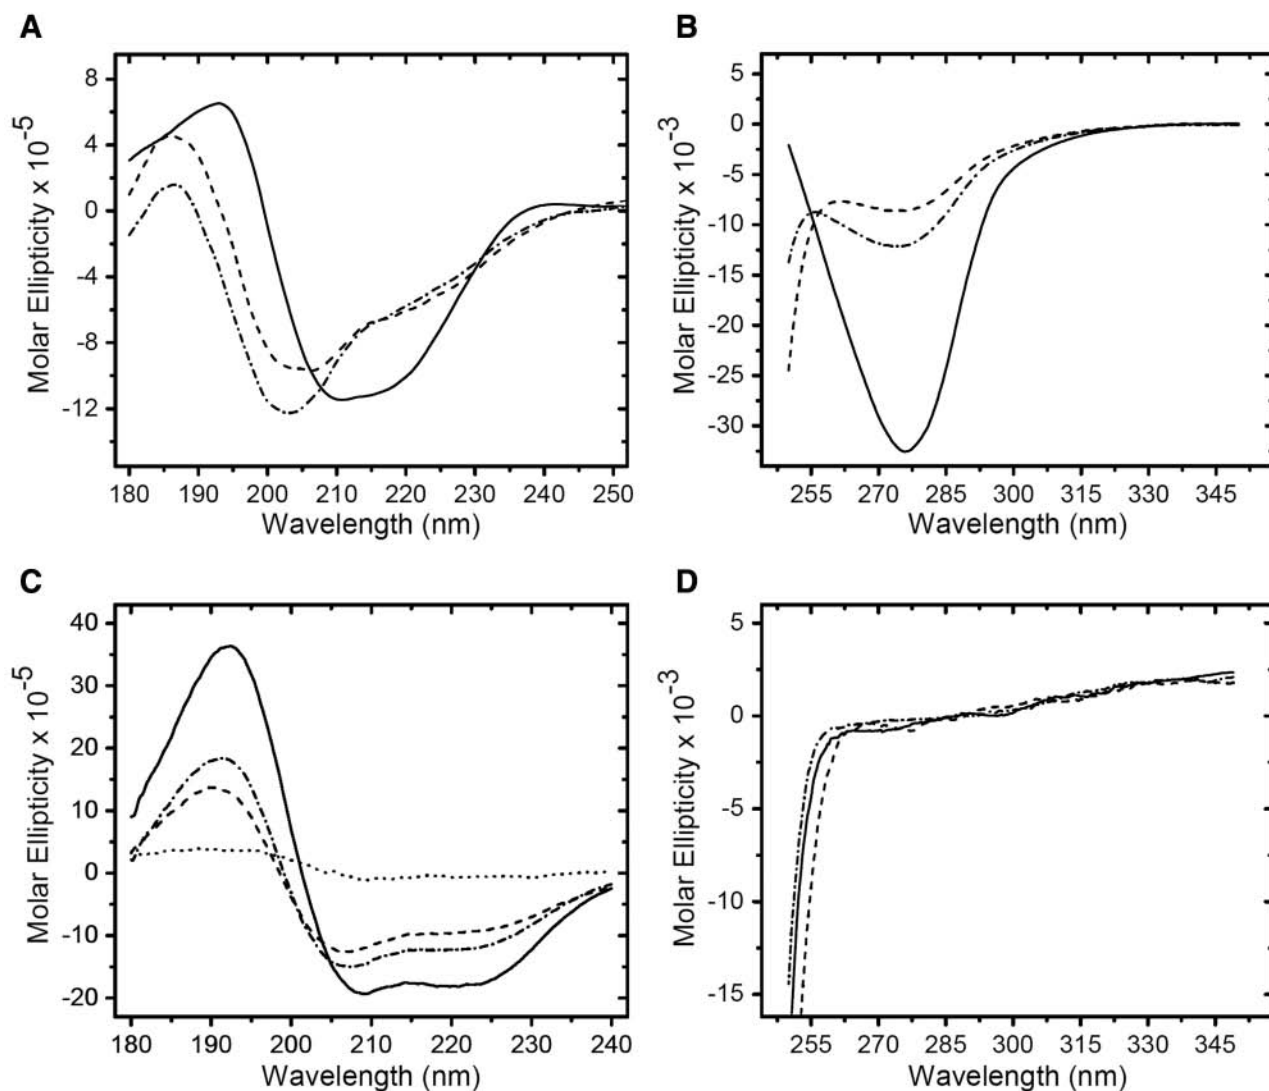 A
B
8
4
0
-4
-8
-12
Molar Ellipticity x 10-5
180 190 200 210 220 230 240 250
Wavelength (nm)
5
0
-5
-10
-15
-20
-25
-30
Molar Ellipticity x 10-3
255 270 285 300 315 330 345
Wavelength (nm)
C
D
40
30
20
10
0
-10
-20
Molar Ellipticity x 10-5
180 190 200 210 220 230 240
Wavelength (nm)
5
0
-5
-10
-15
Molar Ellipticity x 10-3
255 270 285 300 315 330 345
Wavelength (nm)